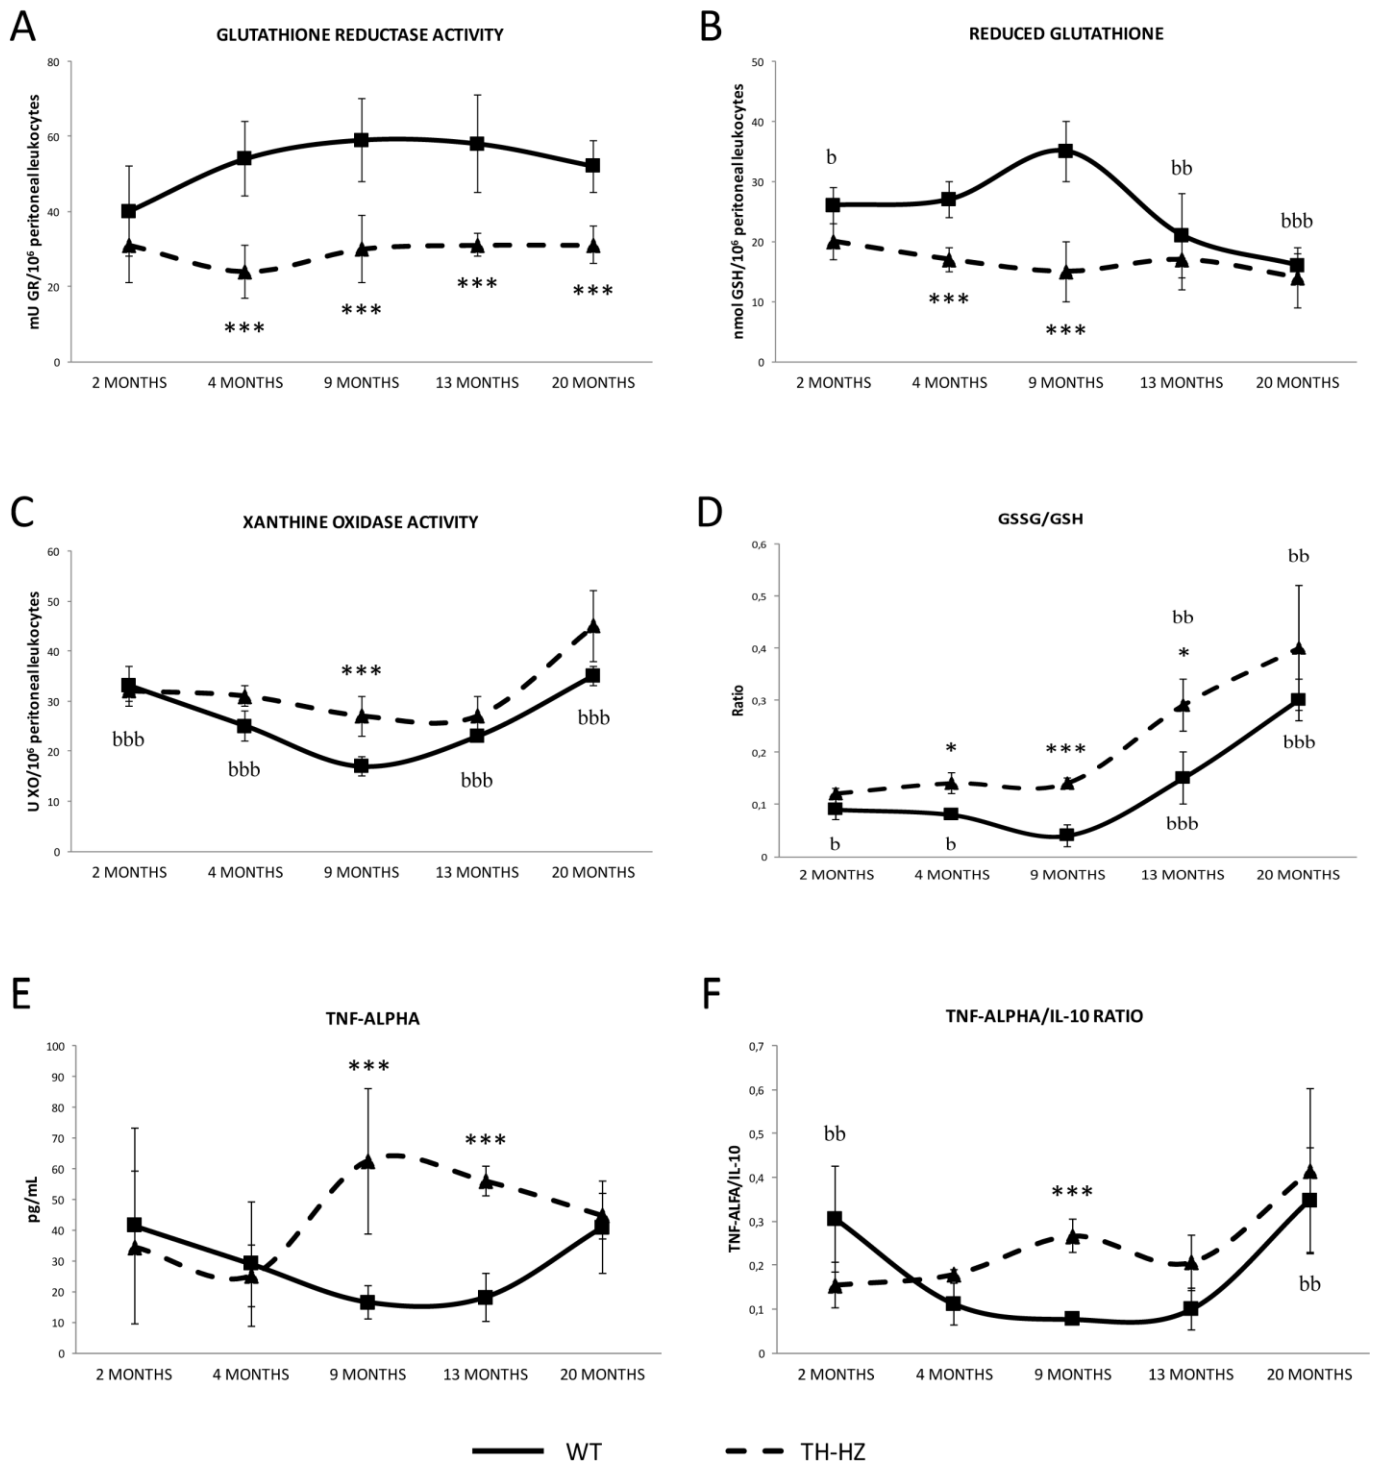 A
GLUTATHIONE REDUCTASE ACTIVITY
mU GR/10⁶ peritoneal leukocytes
80
60
40
20
0
***
***
***
***
2 MONTHS 4 MONTHS 9 MONTHS 13 MONTHS 20 MONTHS
B
REDUCED GLUTATHIONE
nmol GSH/10⁶ peritoneal leukocytes
50
40
30
20
10
0
b
bb
bbb
***
***
2 MONTHS 4 MONTHS 9 MONTHS 13 MONTHS 20 MONTHS
C
XANTHINE OXIDASE ACTIVITY
U XO/10⁶ peritoneal leukocytes
60
50
40
30
20
10
0
***
bbb
bbb
bbb
bbb
2 MONTHS 4 MONTHS 9 MONTHS 13 MONTHS 20 MONTHS
D
GSSG/GSH
Ratio
0,6
0,5
0,4
0,3
0,2
0,1
0
bb
bb
*
*
***
bbb
bbb
b
b
2 MONTHS 4 MONTHS 9 MONTHS 13 MONTHS 20 MONTHS
E
TNF-ALPHA
pg/mL
100
90
80
70
60
50
40
30
20
10
0
***
***
2 MONTHS 4 MONTHS 9 MONTHS 13 MONTHS 20 MONTHS
F
TNF-ALPHA/IL-10 RATIO
TNF-ALFA/IL-10
0,7
0,6
0,5
0,4
0,3
0,2
0,1
0
bb
***
bb
2 MONTHS 4 MONTHS 9 MONTHS 13 MONTHS 20 MONTHS
WT
TH-HZ